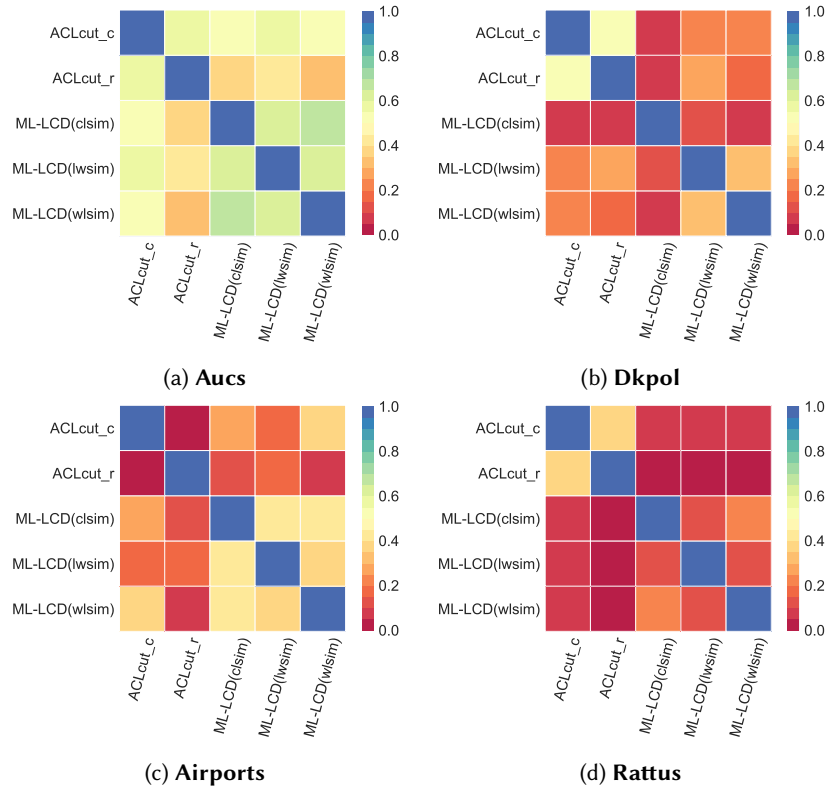 ACLcut_c
ACLcut_r
ML-LCD(clsim)
ML-LCD(lwsim)
ML-LCD(wlsim)
ACLcut_c
ACLcut_r
ML-LCD(clsim)
ML-LCD(lwsim)
ML-LCD(wlsim)
1.0
0.8
0.6
0.4
0.2
0.0
(a) Aucs
ACLcut_c
ACLcut_r
ML-LCD(clsim)
ML-LCD(lwsim)
ML-LCD(wlsim)
ACLcut_c
ACLcut_r
ML-LCD(clsim)
ML-LCD(lwsim)
ML-LCD(wlsim)
1.0
0.8
0.6
0.4
0.2
0.0
(b) Dkpol
ACLcut_c
ACLcut_r
ML-LCD(clsim)
ML-LCD(lwsim)
ML-LCD(wlsim)
ACLcut_c
ACLcut_r
ML-LCD(clsim)
ML-LCD(lwsim)
ML-LCD(wlsim)
1.0
0.8
0.6
0.4
0.2
0.0
(c) Airports
ACLcut_c
ACLcut_r
ML-LCD(clsim)
ML-LCD(lwsim)
ML-LCD(wlsim)
ACLcut_c
ACLcut_r
ML-LCD(clsim)
ML-LCD(lwsim)
ML-LCD(wlsim)
1.0
0.8
0.6
0.4
0.2
0.0
(d) Rattus